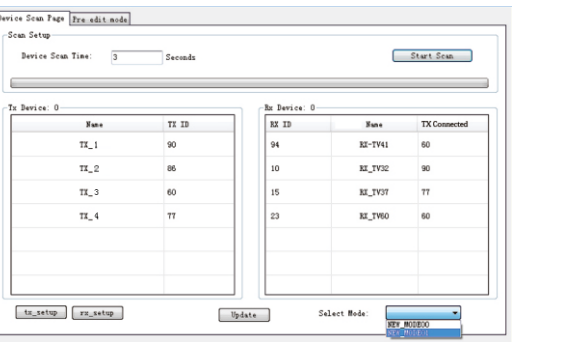 Device Scan Page Pre edit mode
Scan Setup
Device Scan Time: 3 Seconds Start Scan
Tx Device: 0 Rx Device: 0
Name TX ID RX ID Name TX Connected
TX_1 90 94 RX-TV41 60
TX_2 86 10 RX_TV32 90
TX_3 60 15 RX_TV37 77
TX_4 77 23 RX_TV60 60
tx_setup rx_setup Update Select Mode:
NEW_MODE00